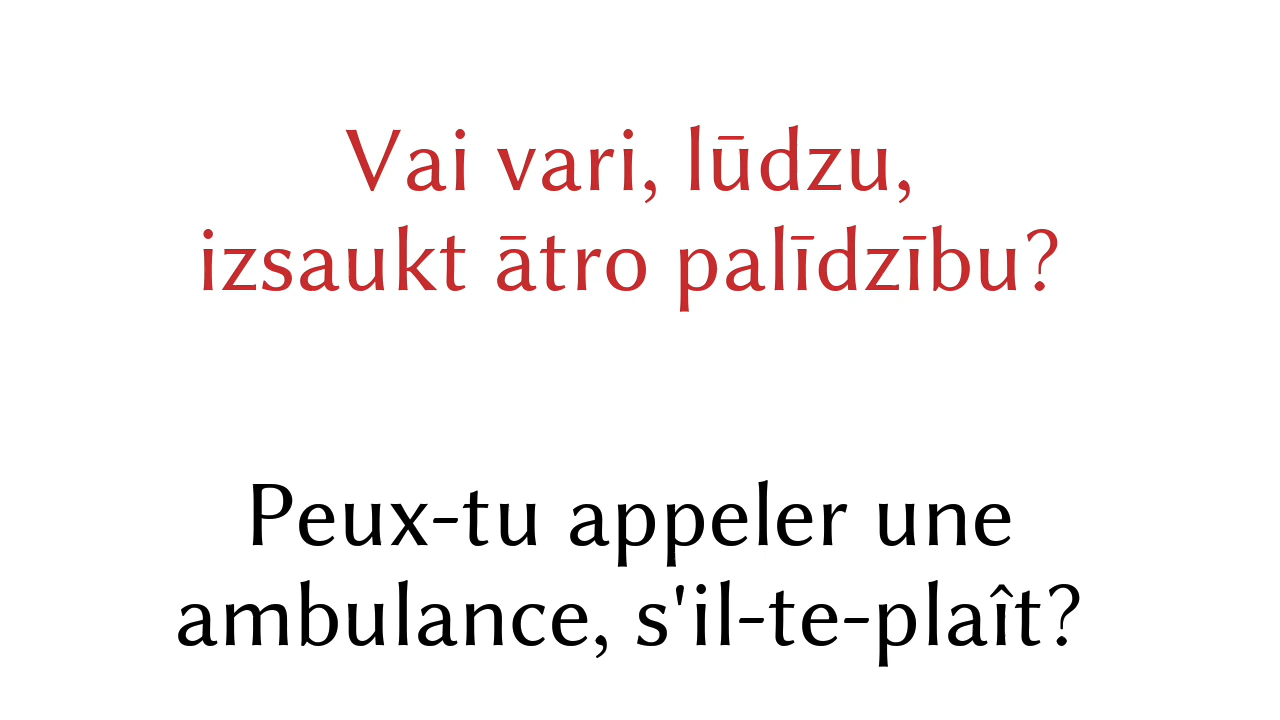 Vai vari, lūdzu,
izsaukt ātro palīdzību?
Peux-tu appeler une
ambulance, s'il-te-plaît?